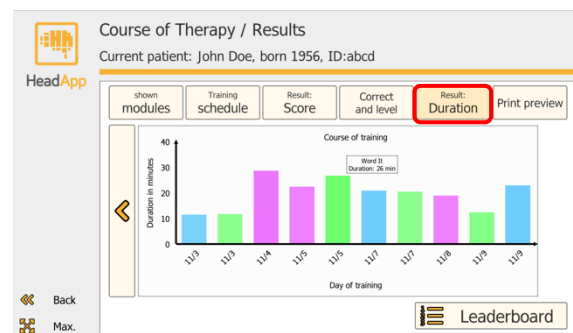 Course of Therapy / Results
Current patient: John Doe, born 1956, ID:abcd
HeadApp
shown modules
Training schedule
Result: Score
Correct and level
Result: Duration
Print preview
Course of training
Word It
Duration: 26 min
Duration in minutes
40
30
20
10
0
11/3 11/3 11/4 11/5 11/5 11/7 11/7 11/8 11/9 11/9
Day of training
Leaderboard
Back
Max.